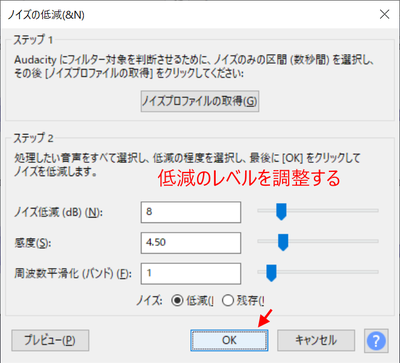 ノイズの低減(&N)
ステップ 1
Audacity にフィルター対象を判断させるために、ノイズのみの区間 (数秒間) を選択し、
その後 [ノイズプロファイルの取得] をクリックしてください:
ノイズプロファイルの取得(G)
ステップ 2
処理したい音声をすべて選択し、低減の程度を選択し、最後に [OK] をクリックして
ノイズを低減します。
低減のレベルを調整する
ノイズ低減 (dB) (N): 8
感度(S): 4.50
周波数平滑化 (バンド) (F): 1
ノイズ: 低減( 残存(
プレビュー(P) OK キャンセル ?